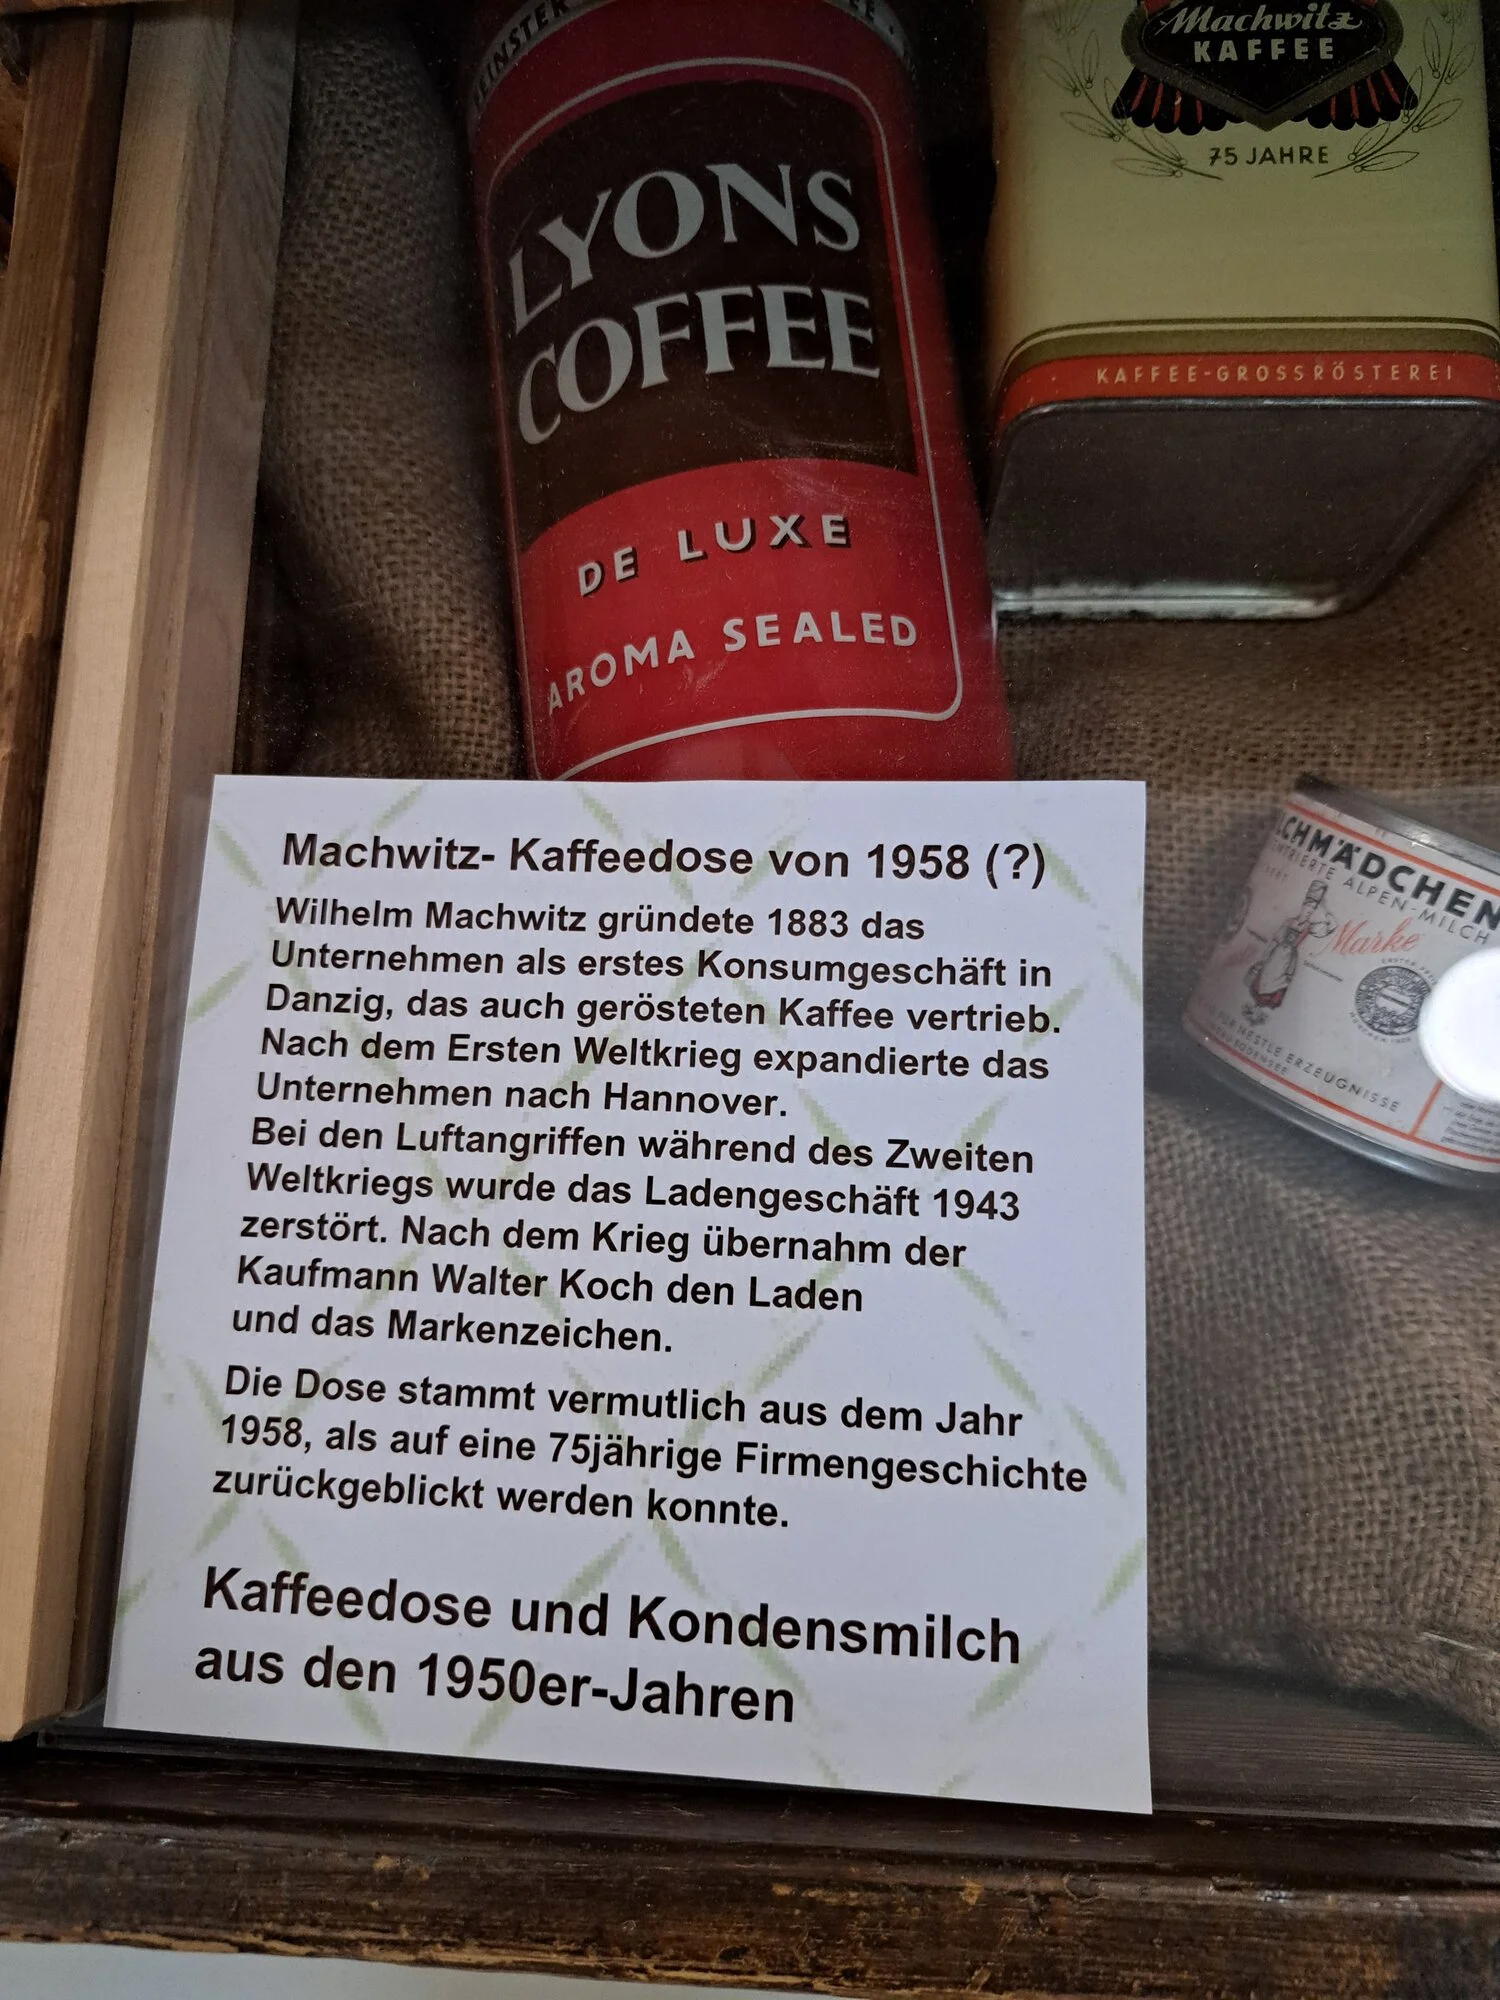 FEINSTER
LYONS
COFFEE
DE LUXE
AROMA SEALED
Machwitz
KAFFEE
75 JAHRE
KAFFEE-GROSSRÖSTEREI
Machwitz- Kaffeedose von 1958 (?)
Wilhelm Machwitz gründete 1883 das
Unternehmen als erstes Konsumgeschäft in
Danzig, das auch gerösteten Kaffee vertrieb.
Nach dem Ersten Weltkrieg expandierte das
Unternehmen nach Hannover.
Bei den Luftangriffen während des Zweiten
Weltkriegs wurde das Ladengeschäft 1943
zerstört. Nach dem Krieg übernahm der
Kaufmann Walter Koch den Laden
und das Markenzeichen.
Die Dose stammt vermutlich aus dem Jahr
1958, als auf eine 75jährige Firmengeschichte
zurückgeblickt werden konnte.
Kaffeedose und Kondensmilch
aus den 1950er-Jahren
LCHMÄDCHEN
ALPEN-MILCH
Marke
NESTLE ERZEUGNISSE